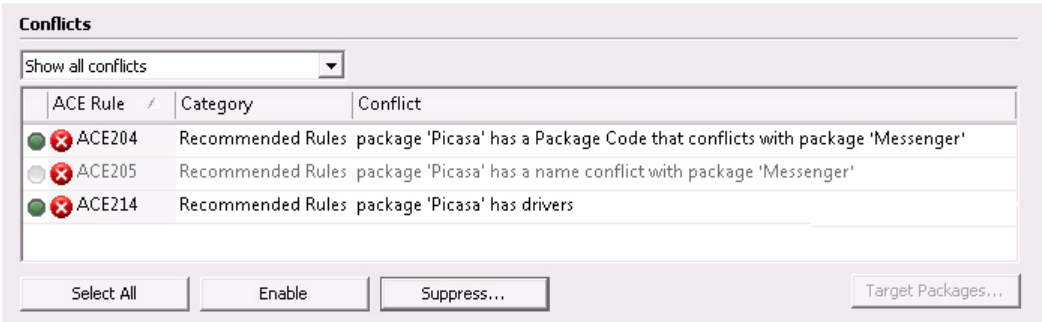 Conflicts
Show all conflicts
ACE Rule Category Conflict
ACE204 Recommended Rules package 'Picasa' has a Package Code that conflicts with package 'Messenger'
ACE205 Recommended Rules package 'Picasa' has a name conflict with package 'Messenger'
ACE214 Recommended Rules package 'Picasa' has drivers
Select All Enable Suppress... Target Packages...